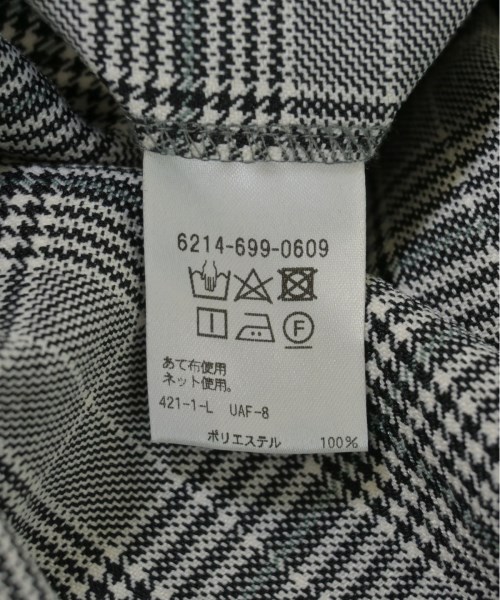 6214-699-0609
F
あて布使用
ネット使用。
421-1-L UAF-8
ポリエステル 100%